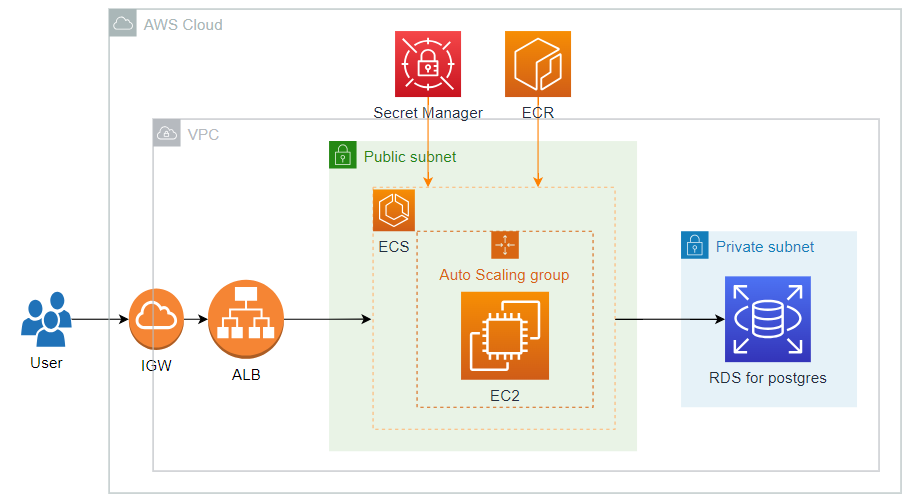 AWS Cloud
Secret Manager
ECR
VPC
Public subnet
ECS
Auto Scaling group
Private subnet
User
IGW
ALB
EC2
RDS for postgres